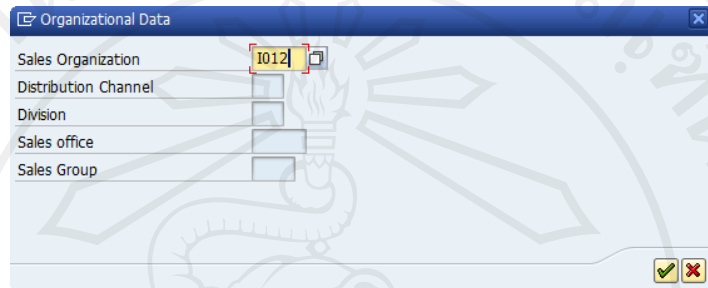 Organizational Data
Sales Organization I012
Distribution Channel
Division
Sales office
Sales Group